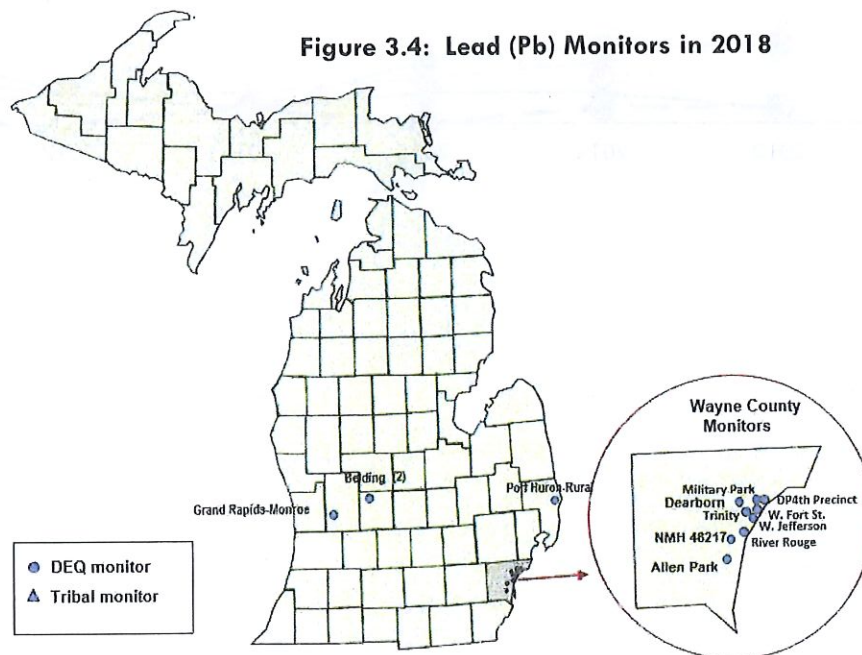 Figure 3.4: Lead (Pb) Monitors in 2018
Wayne County
Monitors
Belding (2)
Port Huron-Rural
Grand Rapids-Monroe
Military Park
DP4th Precinct
Dearborn
W. Fort St.
Trinity
W. Jefferson
NMH 48217
River Rouge
Allen Park
DEQ monitor
Tribal monitor